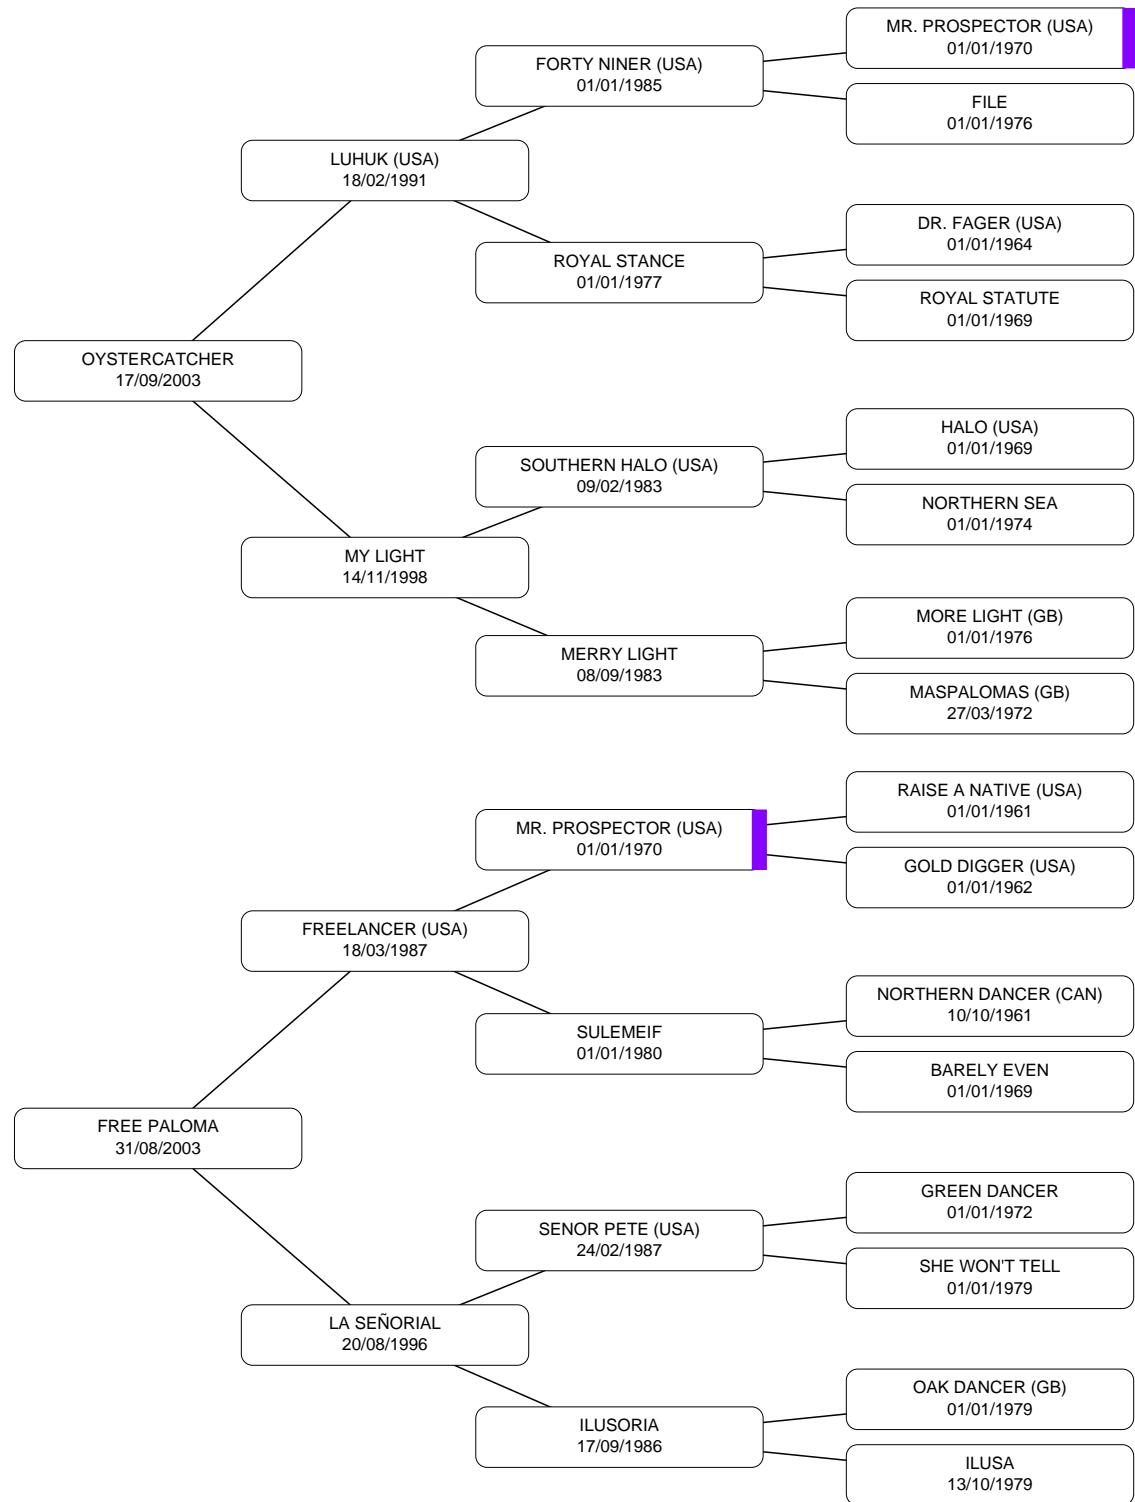 MR. PROSPECTOR (USA)
01/01/1970
FORTY NINER (USA)
01/01/1985
FILE
01/01/1976
LUHUK (USA)
18/02/1991
DR. FAGER (USA)
01/01/1964
ROYAL STANCE
01/01/1977
ROYAL STATUTE
01/01/1969
OYSTERCATCHER
17/09/2003
HALO (USA)
01/01/1969
SOUTHERN HALO (USA)
09/02/1983
NORTHERN SEA
01/01/1974
MY LIGHT
14/11/1998
MORE LIGHT (GB)
01/01/1976
MERRY LIGHT
08/09/1983
MASPALOMAS (GB)
27/03/1972
RAISE A NATIVE (USA)
01/01/1961
MR. PROSPECTOR (USA)
01/01/1970
GOLD DIGGER (USA)
01/01/1962
FREELANCER (USA)
18/03/1987
NORTHERN DANCER (CAN)
10/10/1961
SULEMEIF
01/01/1980
BARELY EVEN
01/01/1969
FREE PALOMA
31/08/2003
GREEN DANCER
01/01/1972
SENOR PETE (USA)
24/02/1987
SHE WON'T TELL
01/01/1979
LA SEÑORIAL
20/08/1996
OAK DANCER (GB)
01/01/1979
ILUSORIA
17/09/1986
ILUSA
13/10/1979